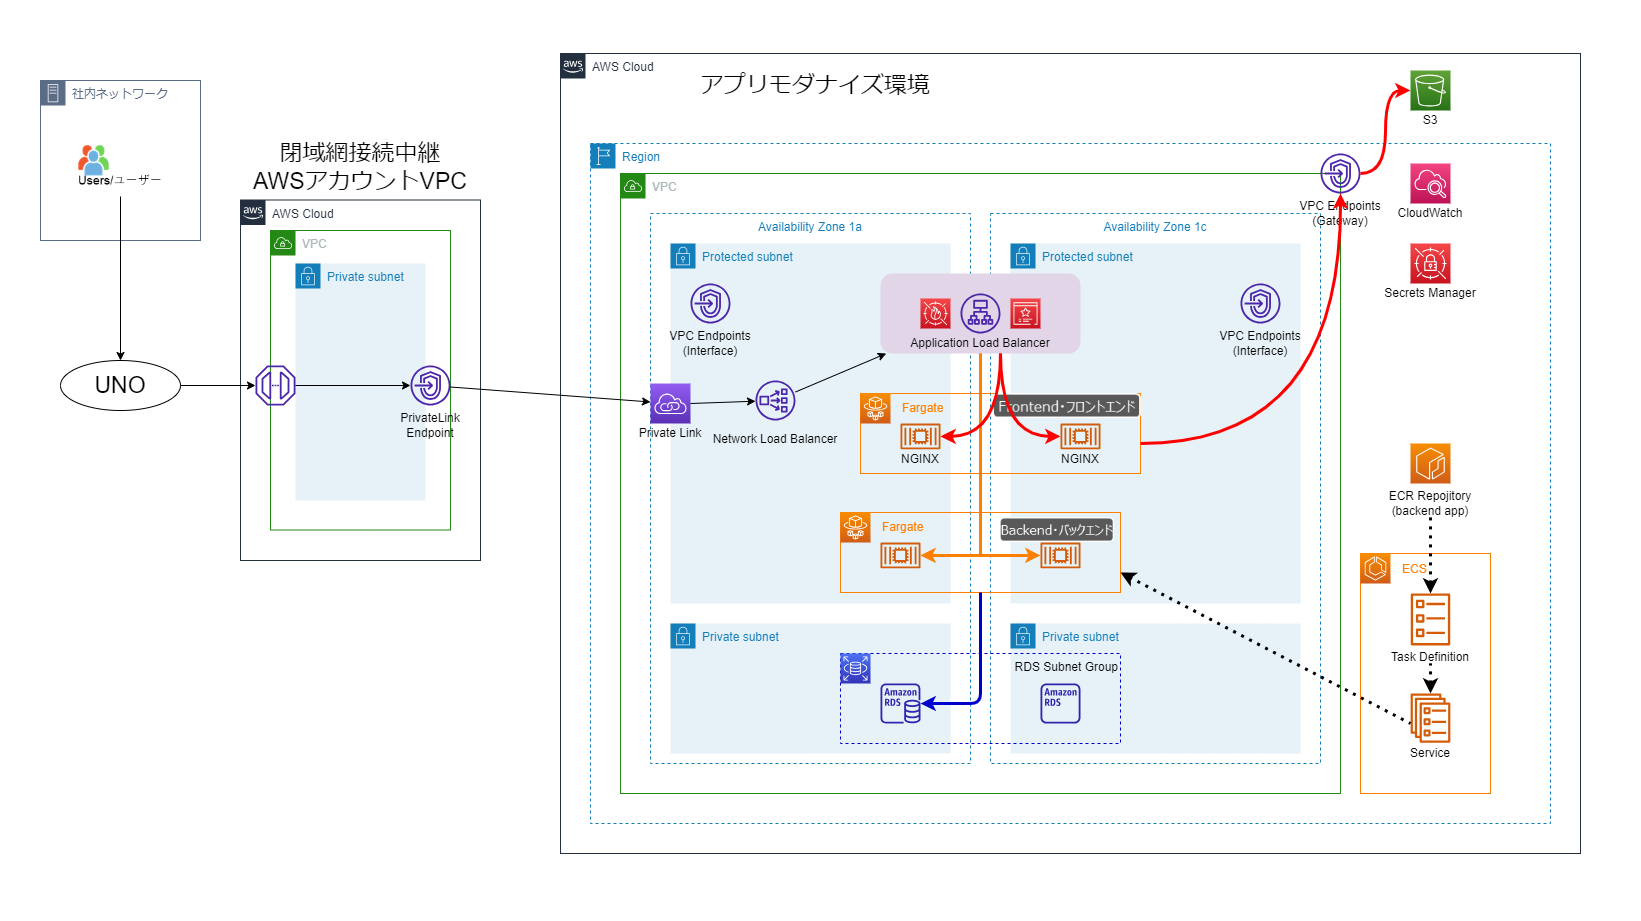 社内ネットワーク
Users/ユーザー
UNO
閉域網接続中継
AWSアカウントVPC
aws
AWS Cloud
VPC
Private subnet
PrivateLink
Endpoint
aws
AWS Cloud
アプリモダナイズ環境
S3
Region
VPC
VPC Endpoints
(Gateway)
CloudWatch
Secrets Manager
Availability Zone 1a
Availability Zone 1c
Protected subnet
Protected subnet
VPC Endpoints
(Interface)
Application Load Balancer
VPC Endpoints
(Interface)
Private Link
Network Load Balancer
Fargate
Frontend・フロントエンド
NGINX
NGINX
Fargate
Backend・バックエンド
ECR Repojitory
(backend app)
ECS
Task Definition
Service
Private subnet
Private subnet
RDS Subnet Group
Amazon
RDS
Amazon
RDS